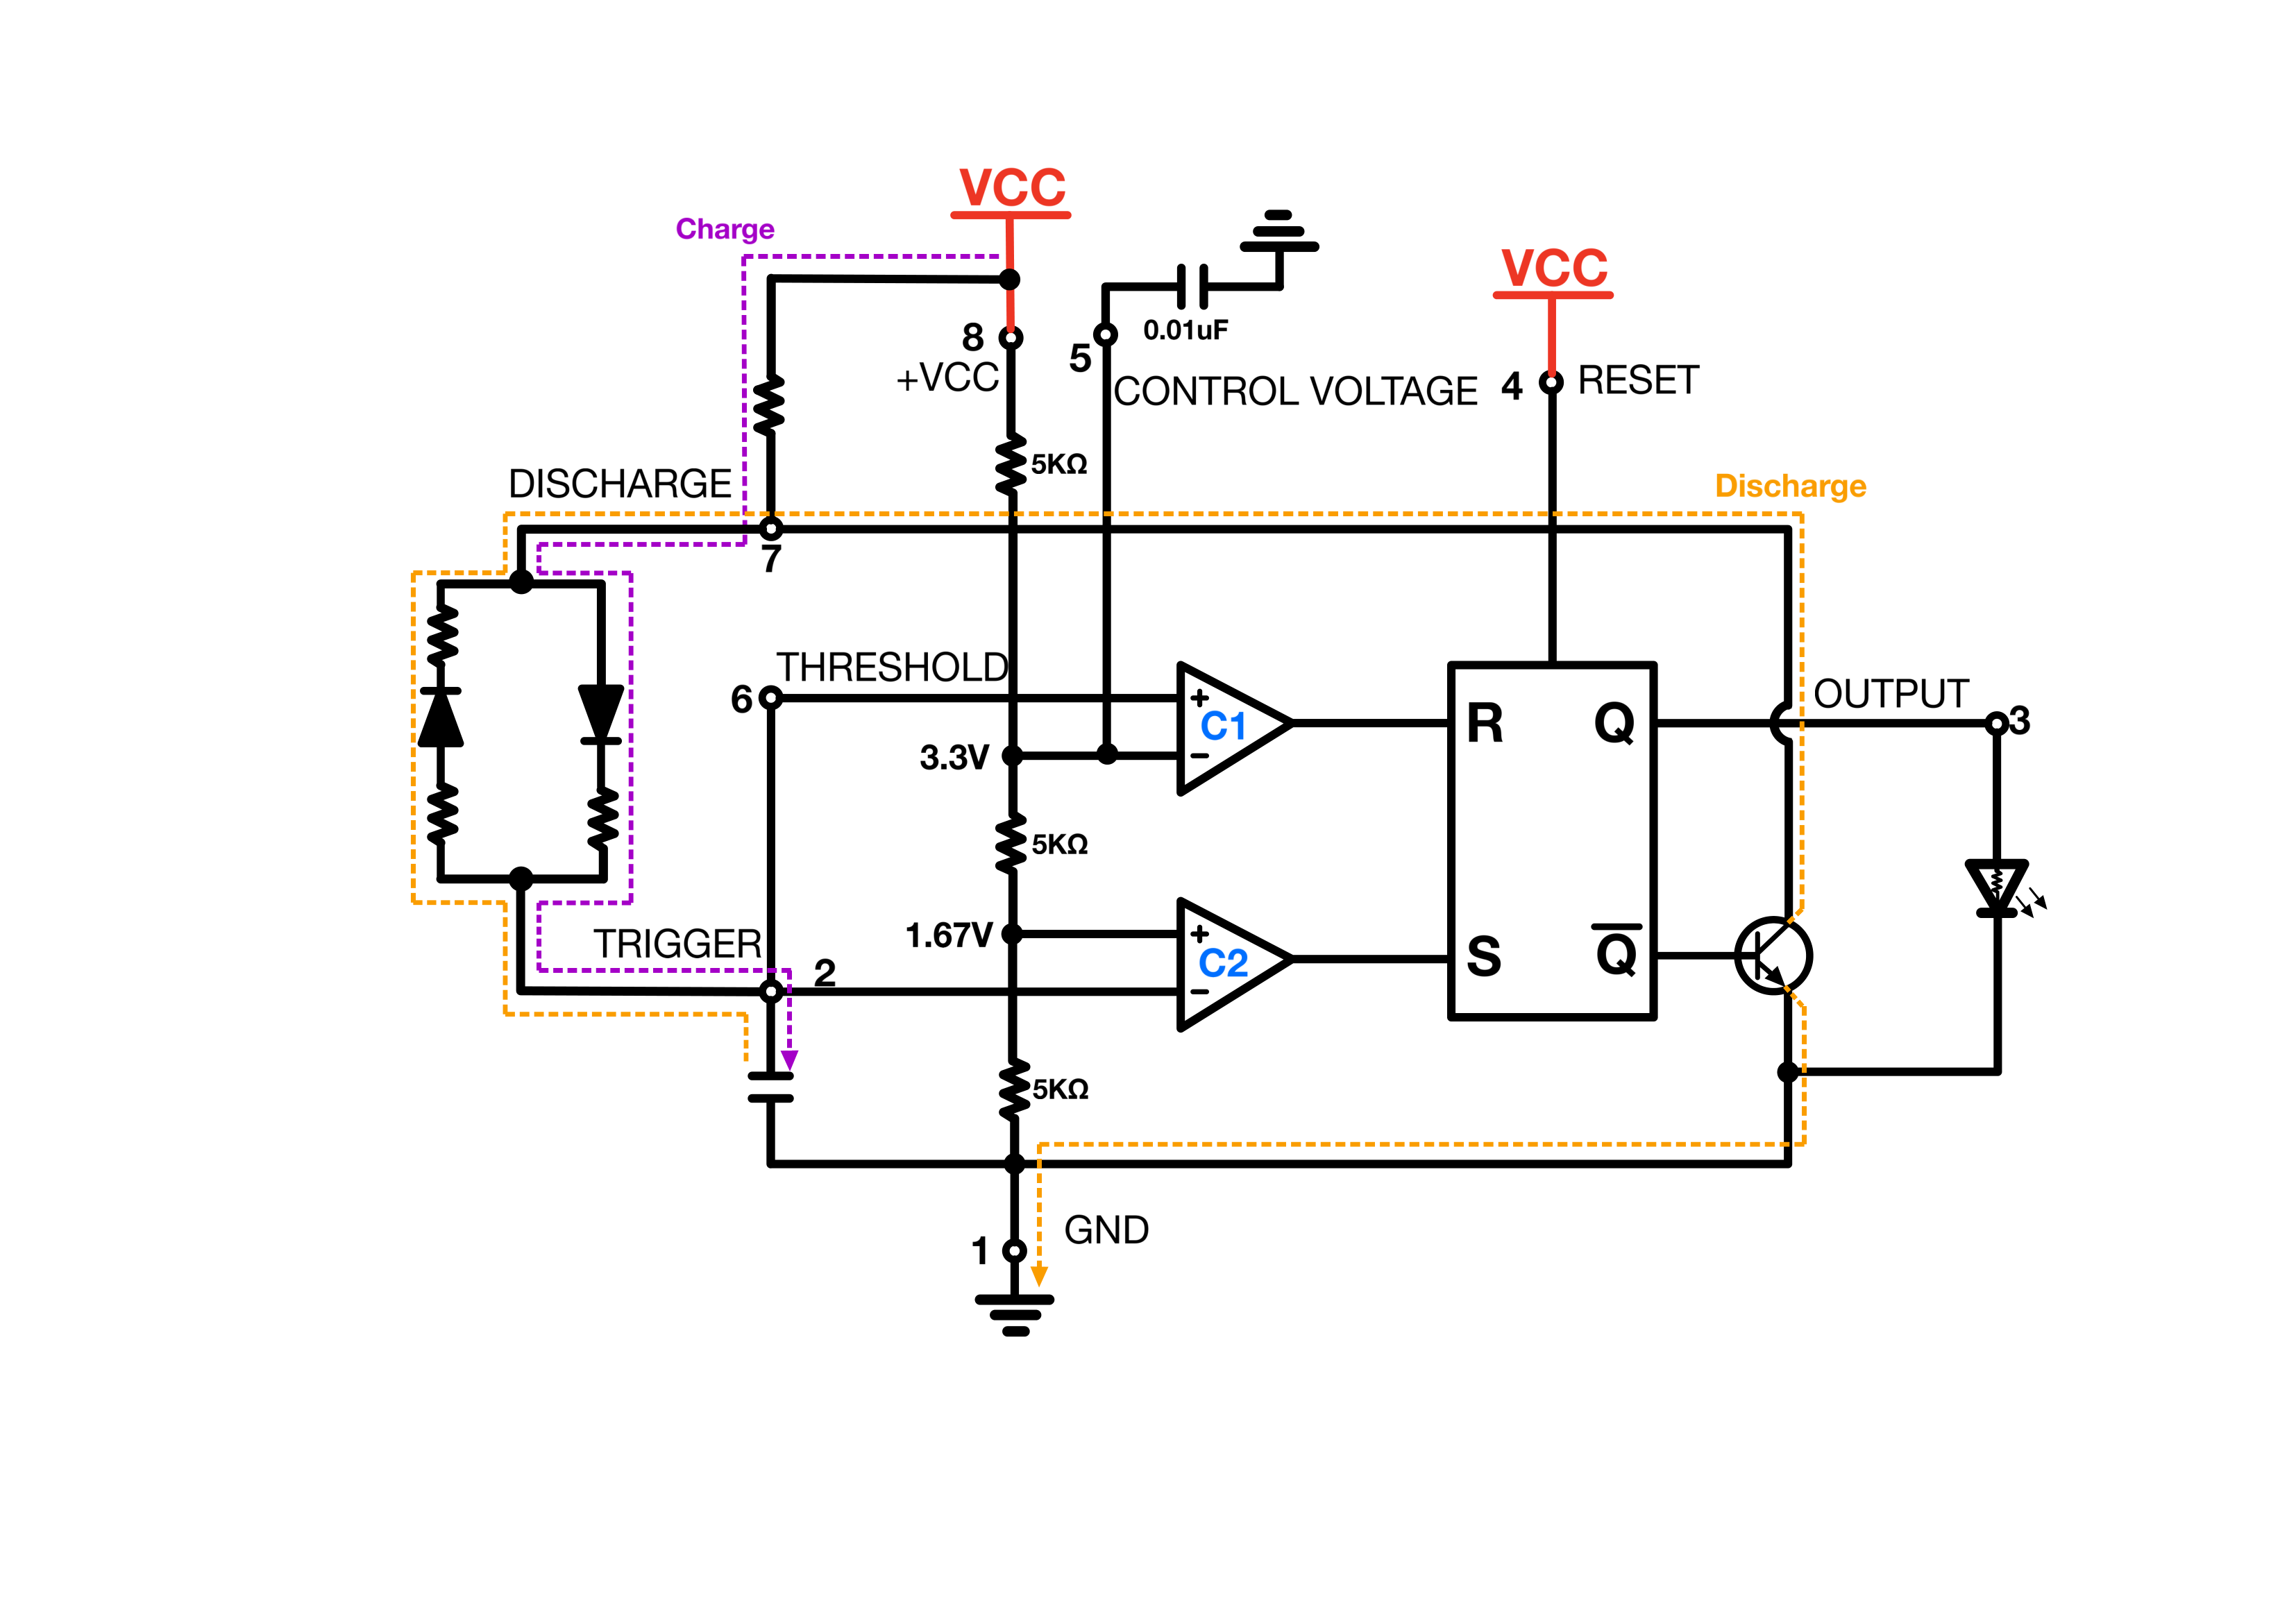 VCC
Charge
VCC
8
+VCC
5
0.01uF
CONTROL VOLTAGE
4
RESET
5KΩ
DISCHARGE
Discharge
7
THRESHOLD
6
+
C1
−
3.3V
R
Q
OUTPUT
3
5KΩ
TRIGGER
2
1.67V
+
C2
−
S
Q̅
5KΩ
GND
1